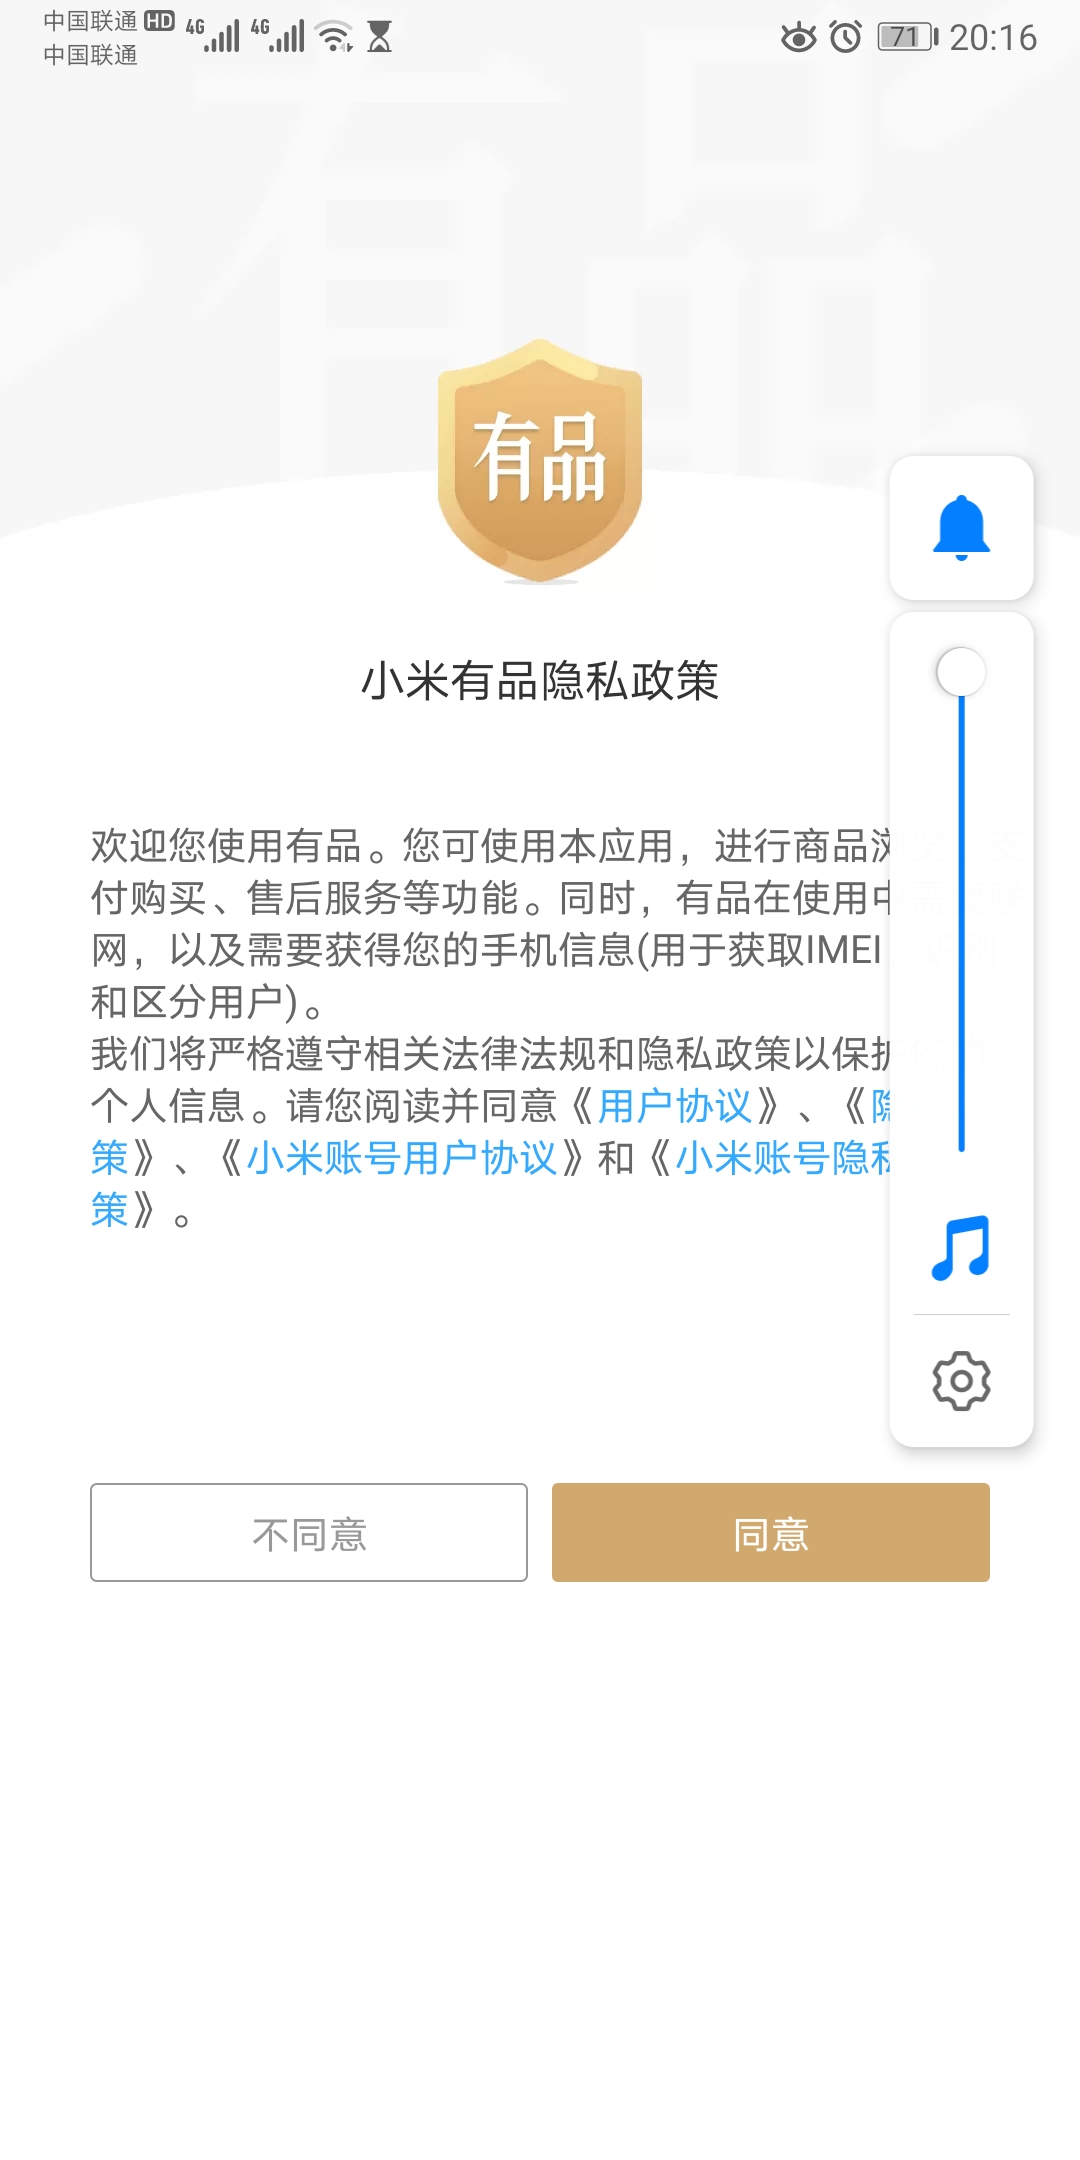 中国联通 HD 4G 4G 71 20:16
中国联通
有品
小米有品隐私政策
欢迎您使用有品。您可使用本应用，进行商品浏
付购买、售后服务等功能。同时，有品在使用中
网，以及需要获得您的手机信息(用于获取IMEI
和区分用户)。
我们将严格遵守相关法律法规和隐私政策以保护
个人信息。请您阅读并同意《用户协议》、《隐
策》、《小米账号用户协议》和《小米账号隐私
策》。
不同意
同意